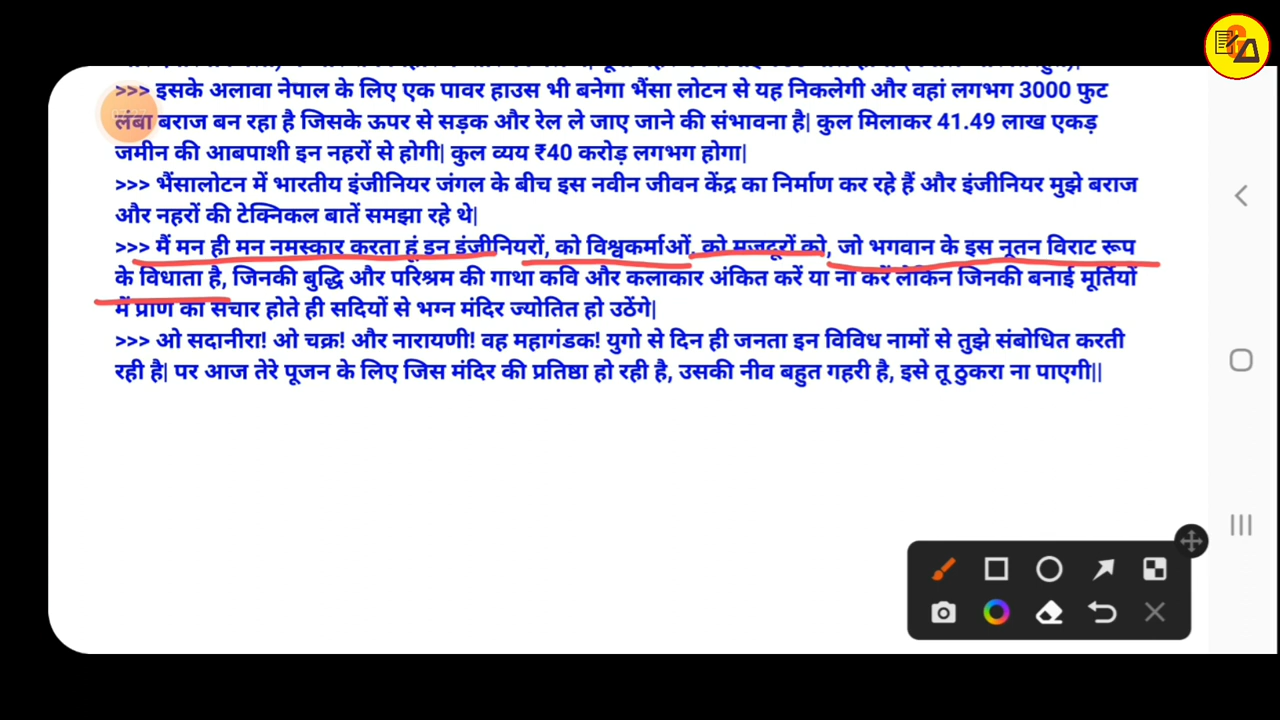 >>> इसके अलावा नेपाल के लिए एक पावर हाउस भी बनेगा भैंसा लोटन से यह निकलेगी और वहां लगभग 3000 फुट
लंबा बराज बन रहा है जिसके ऊपर से सड़क और रेल ले जाए जाने की संभावना है| कुल मिलाकर 41.49 लाख एकड़
जमीन की आबपाशी इन नहरों से होगी| कुल व्यय ₹40 करोड़ लगभग होगा|
>>> भैंसालोटन में भारतीय इंजीनियर जंगल के बीच इस नवीन जीवन केंद्र का निर्माण कर रहे हैं और इंजीनियर मुझे बराज
और नहरों की टेक्निकल बातें समझा रहे थे|
>>> मैं मन ही मन नमस्कार करता हूं इन इंजीनियरों, को विश्वकर्माओं, को मजदूरों को, जो भगवान के इस नूतन विराट रूप
के विधाता है, जिनकी बुद्धि और परिश्रम की गाथा कवि और कलाकार अंकित करें या ना करें लेकिन जिनकी बनाई मूर्तियों
में प्राण का संचार होते ही सदियों से भग्न मंदिर ज्योतित हो उठेंगे|
>>> ओ सदानीरा! ओ चक्र! और नारायणी! वह महागंडक! युगो से दिन ही जनता इन विविध नामों से तुझे संबोधित करती
रही है| पर आज तेरे पूजन के लिए जिस मंदिर की प्रतिष्ठा हो रही है, उसकी नीव बहुत गहरी है, इसे तू ठुकरा ना पाएगी||